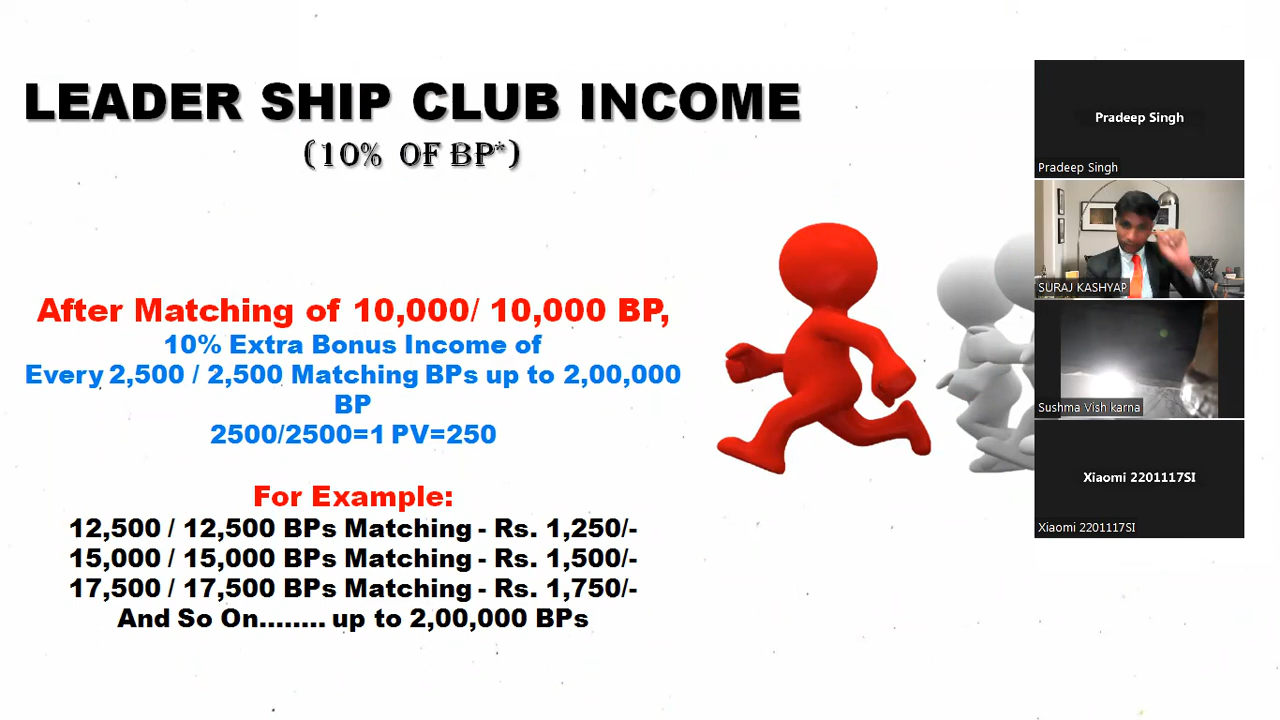 LEADER SHIP CLUB INCOME
(10% OF BP*)
After Matching of 10,000/ 10,000 BP,
10% Extra Bonus Income of
Every 2,500 / 2,500 Matching BPs up to 2,00,000
BP
2500/2500=1 PV=250
For Example:
12,500 / 12,500 BPs Matching - Rs. 1,250/-
15,000 / 15,000 BPs Matching - Rs. 1,500/-
17,500 / 17,500 BPs Matching - Rs. 1,750/-
And So On........ up to 2,00,000 BPs
Pradeep Singh
Pradeep Singh
SURAJ KASHYAP
Sushma Vish karna
Xiaomi 2201117SI
Xiaomi 2201117SI